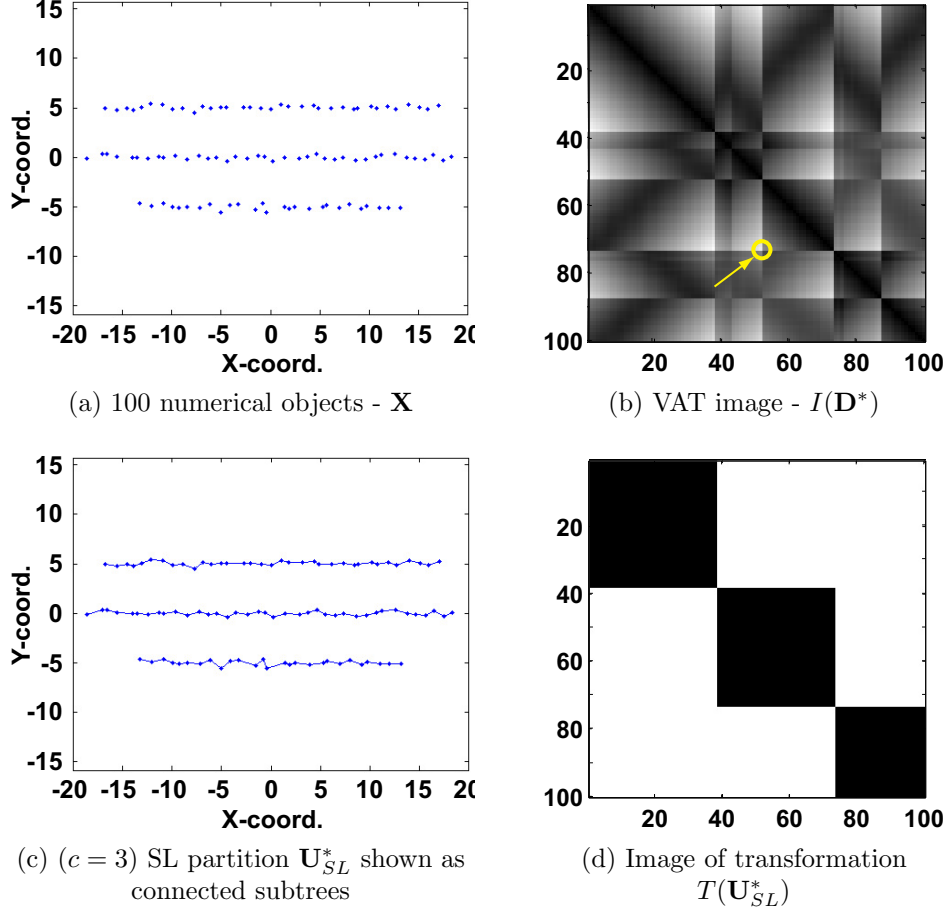 15
10
5
0
-5
-10
-15
Y-coord.
-20 -15 -10 -5 0 5 10 15 20
X-coord.
(a) 100 numerical objects - X
20
40
60
80
100
20 40 60 80 100
(b) VAT image - I(D*)
15
10
5
0
-5
-10
-15
Y-coord.
-20 -15 -10 -5 0 5 10 15 20
X-coord.
(c) (c = 3) SL partition U*SL shown as
connected subtrees
20
40
60
80
100
20 40 60 80 100
(d) Image of transformation
T(U*SL)